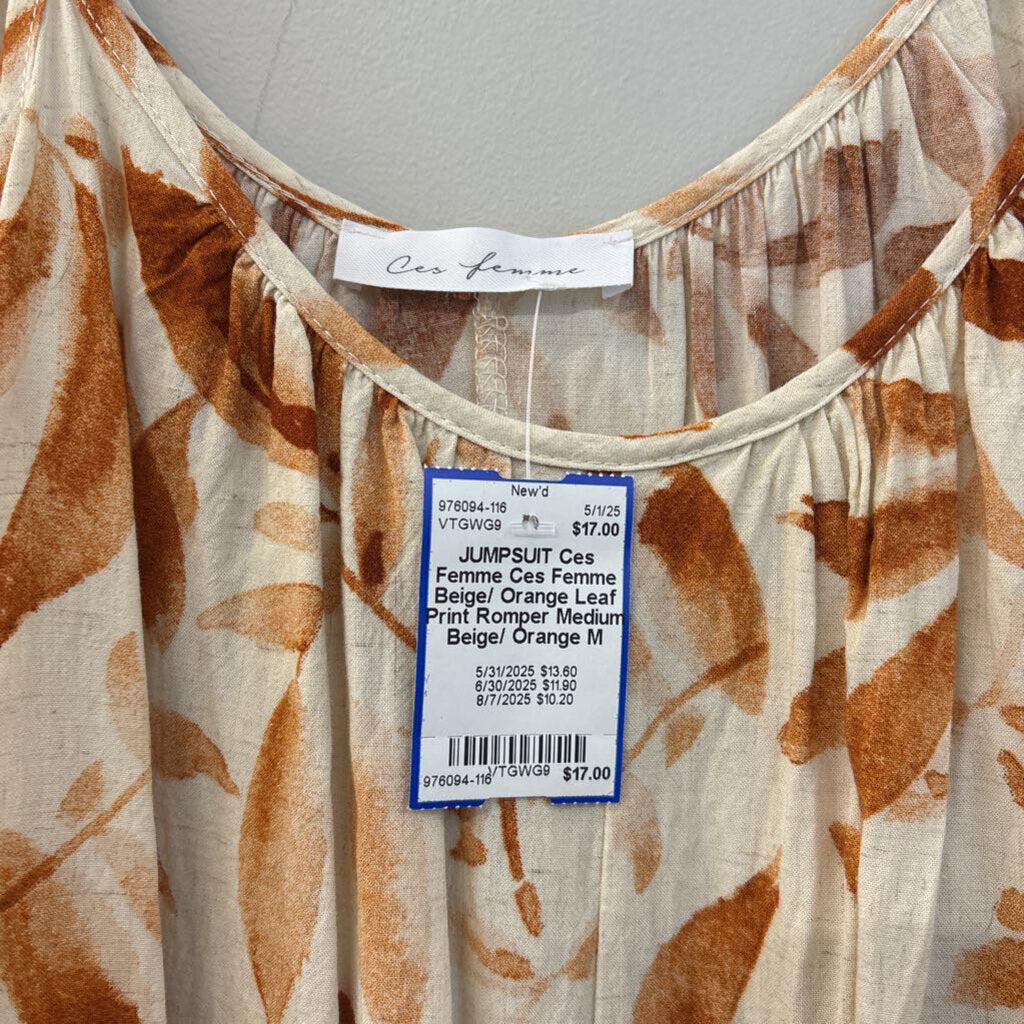 Ces femme
New'd
976094-116 5/1/25
VTGWG9 $17.00
JUMPSUIT Ces
Femme Ces Femme
Beige/ Orange Leaf
Print Romper Medium
Beige/ Orange M
5/31/2025 $13.60
6/30/2025 $11.90
8/7/2025 $10.20
976094-116 VTGWG9 $17.00